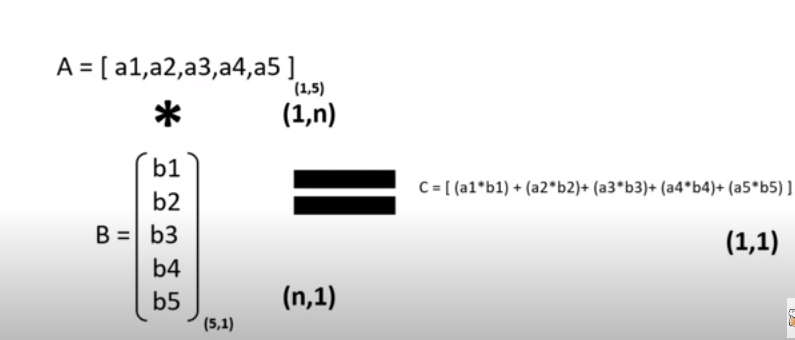 A = [ a1,a2,a3,a4,a5 ]
(1,5)
*
(1,n)
B =
b1
b2
b3
b4
b5
(5,1)
(n,1)
=
C = [ (a1*b1) + (a2*b2)+ (a3*b3)+ (a4*b4)+ (a5*b5) ]
(1,1)